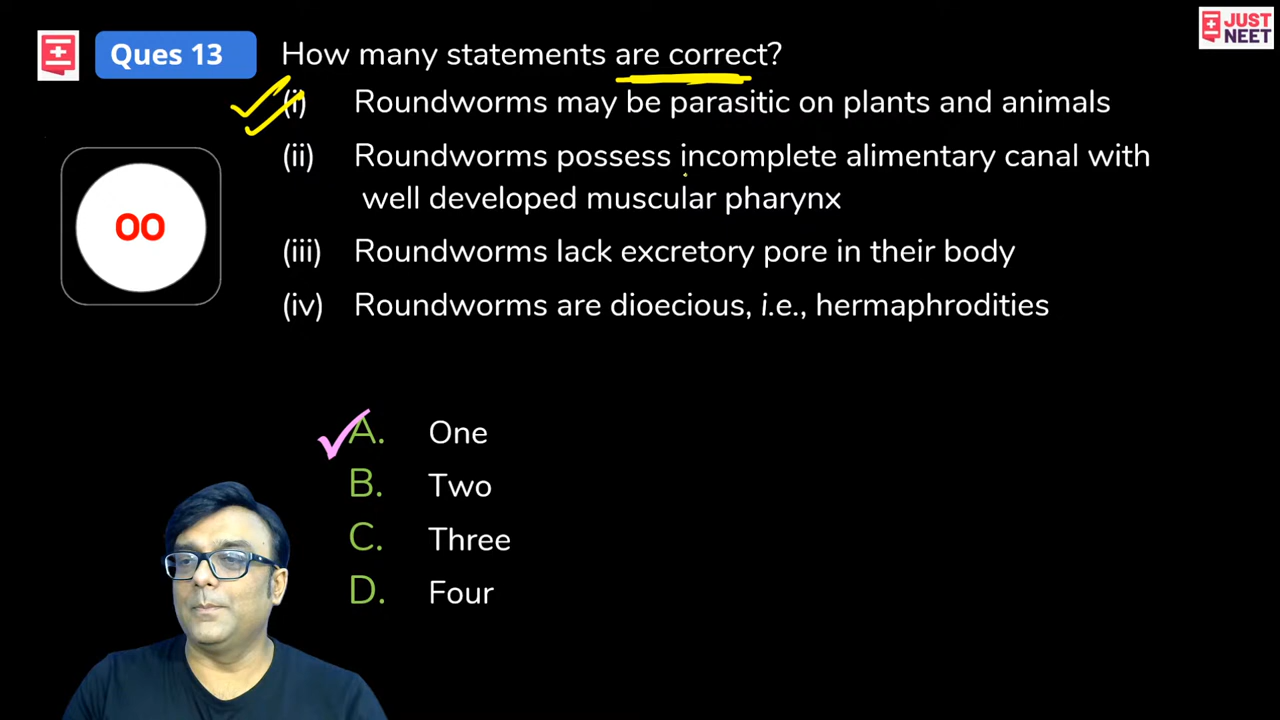 JUST
NEET
Ques 13 How many statements are correct?
(i) Roundworms may be parasitic on plants and animals
(ii) Roundworms possess incomplete alimentary canal with
well developed muscular pharynx
00
(iii) Roundworms lack excretory pore in their body
(iv) Roundworms are dioecious, i.e., hermaphrodities
A. One
B. Two
C. Three
D. Four